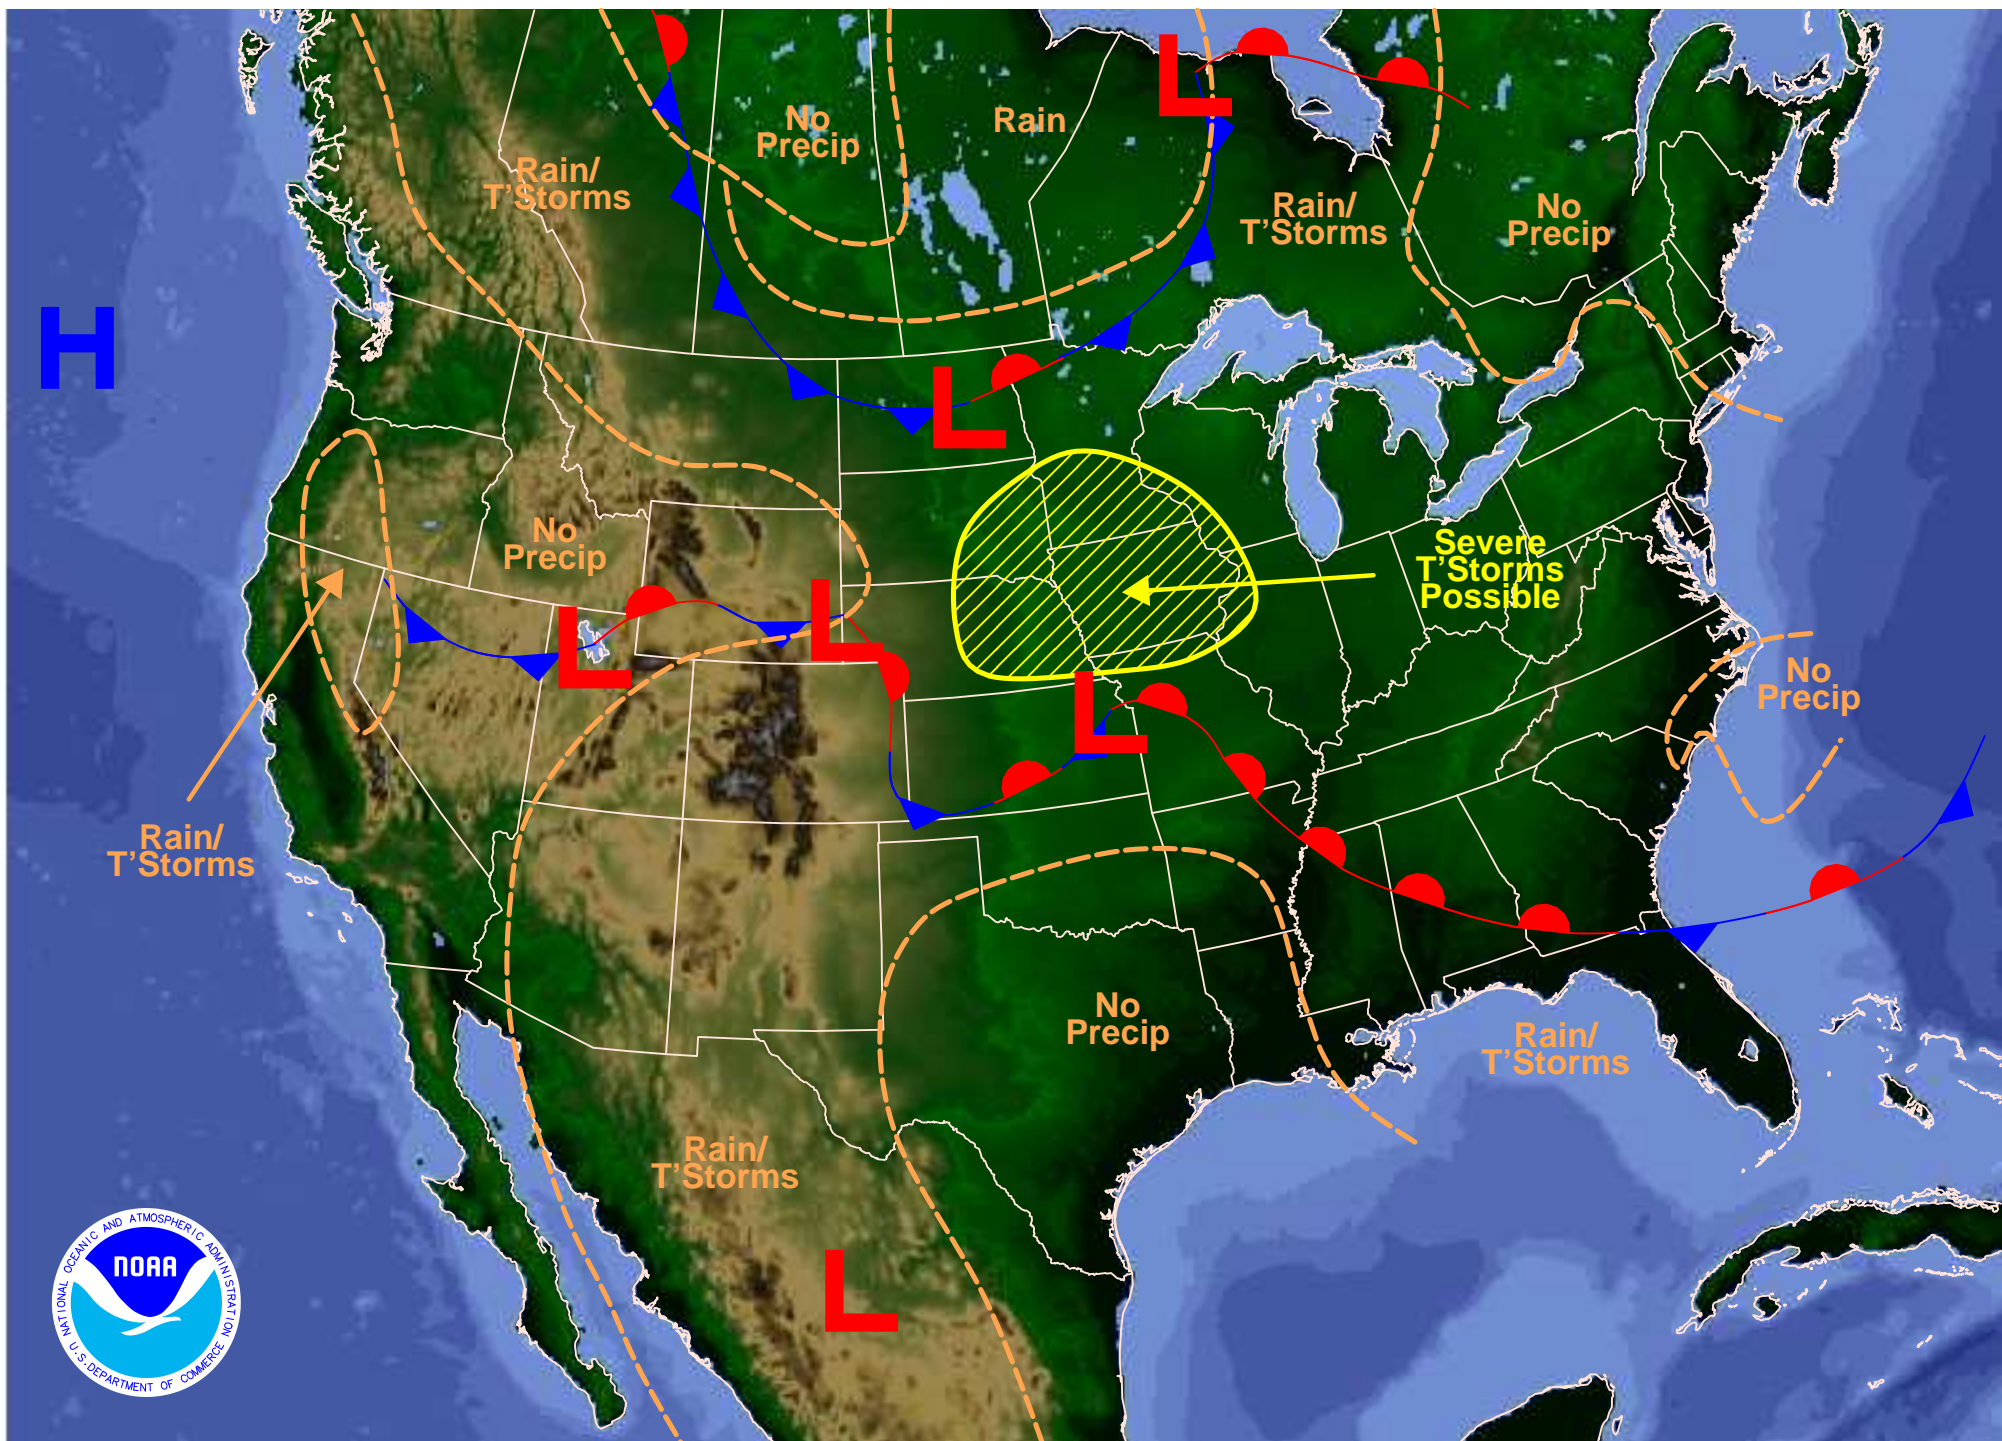 L
No
Precip
Rain
Rain/
T'Storms
Rain/
T'Storms
No
Precip
H
L
No
Precip
Severe
T'Storms
Possible
L
L
No
Precip
L
Rain/
T'Storms
No
Precip
Rain/
T'Storms
Rain/
T'Storms
L
NATIONAL OCEANIC AND ATMOSPHERIC ADMINISTRATION
NOAA
U.S. DEPARTMENT OF COMMERCE